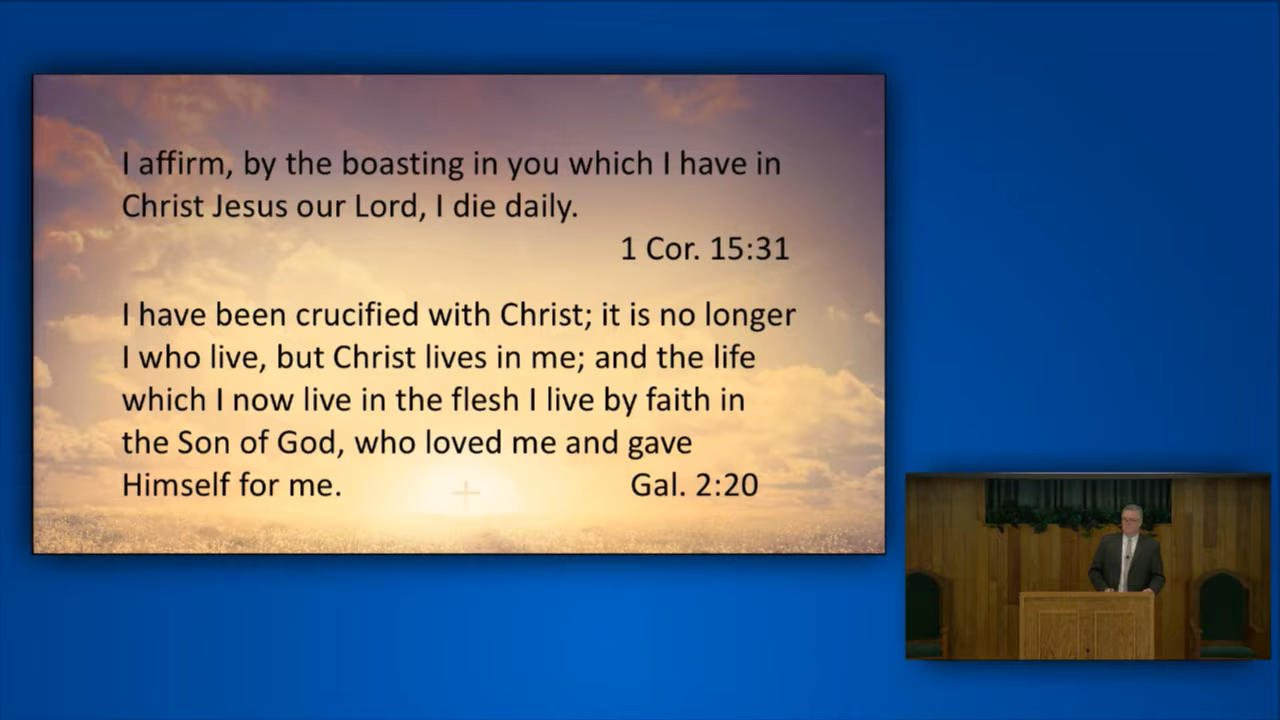 I affirm, by the boasting in you which I have in
Christ Jesus our Lord, I die daily.
1 Cor. 15:31
I have been crucified with Christ; it is no longer
I who live, but Christ lives in me; and the life
which I now live in the flesh I live by faith in
the Son of God, who loved me and gave
Himself for me. Gal. 2:20